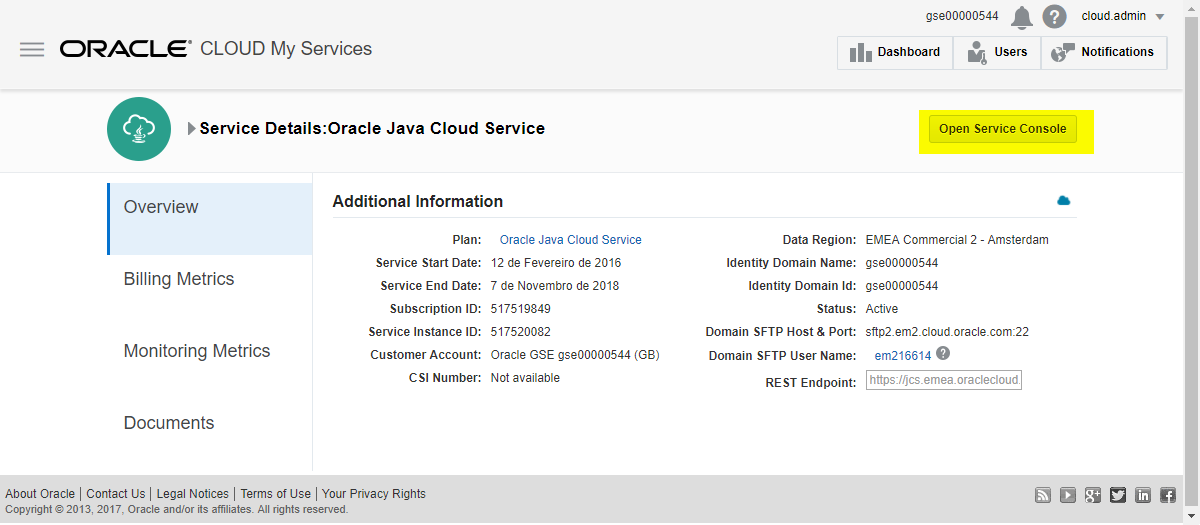 gse00000544 ? cloud.admin
ORACLE® CLOUD My Services
Dashboard Users Notifications
Service Details:Oracle Java Cloud Service
Open Service Console
Overview
Billing Metrics
Monitoring Metrics
Documents
Additional Information
Plan: Oracle Java Cloud Service
Service Start Date: 12 de Fevereiro de 2016
Service End Date: 7 de Novembro de 2018
Subscription ID: 517519849
Service Instance ID: 517520082
Customer Account: Oracle GSE gse00000544 (GB)
CSI Number: Not available
Data Region: EMEA Commercial 2 - Amsterdam
Identity Domain Name: gse00000544
Identity Domain Id: gse00000544
Status: Active
Domain SFTP Host & Port: sftp2.em2.cloud.oracle.com:22
Domain SFTP User Name: em216614 ?
REST Endpoint: https://jcs.emea.oraclecloud.
About Oracle | Contact Us | Legal Notices | Terms of Use | Your Privacy Rights
Copyright © 2013, 2017, Oracle and/or its affiliates. All rights reserved.